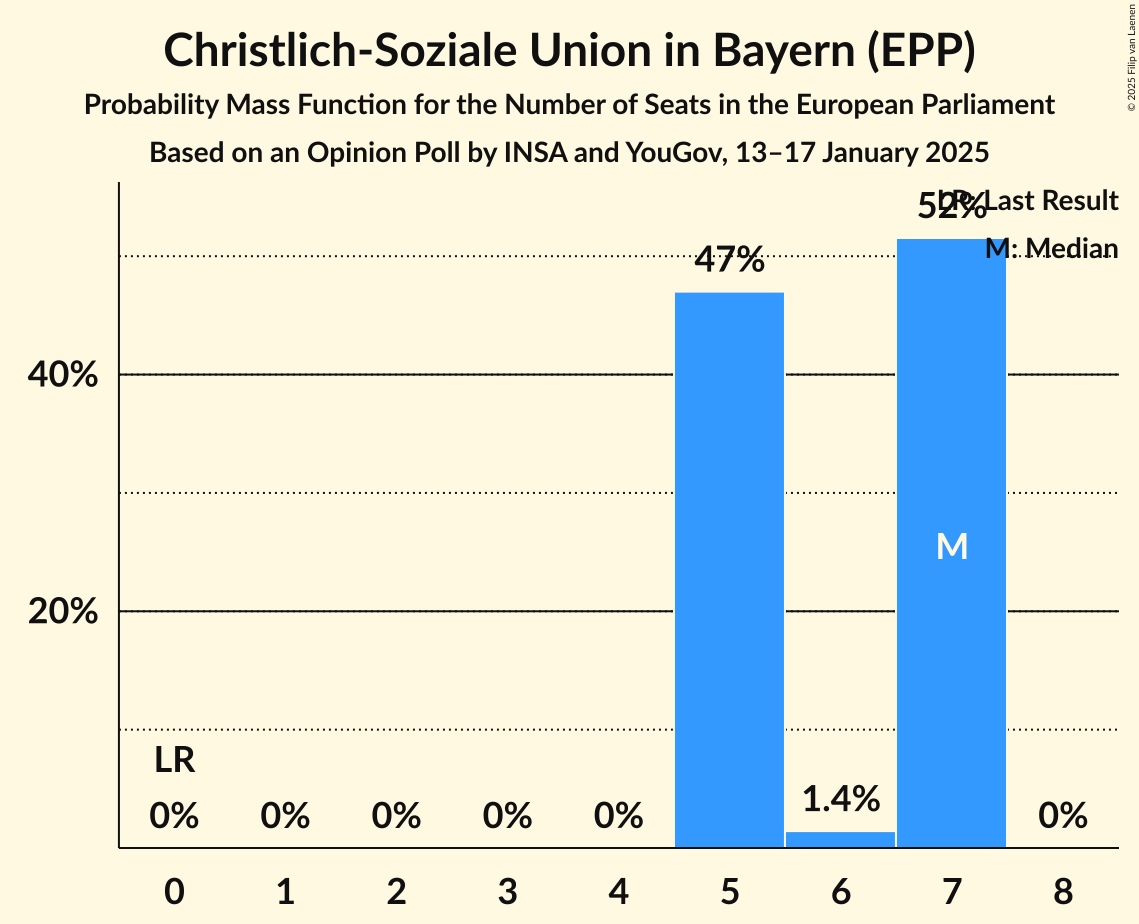 Christlich-Soziale Union in Bayern (EPP)
Probability Mass Function for the Number of Seats in the European Parliament
Based on an Opinion Poll by INSA and YouGov, 13–17 January 2025
© 2025 Filip van Laenen
LR: Last Result
M: Median
52%
47%
40%
M
20%
LR
1.4%
0% 0% 0% 0% 0% 0%
0 1 2 3 4 5 6 7 8